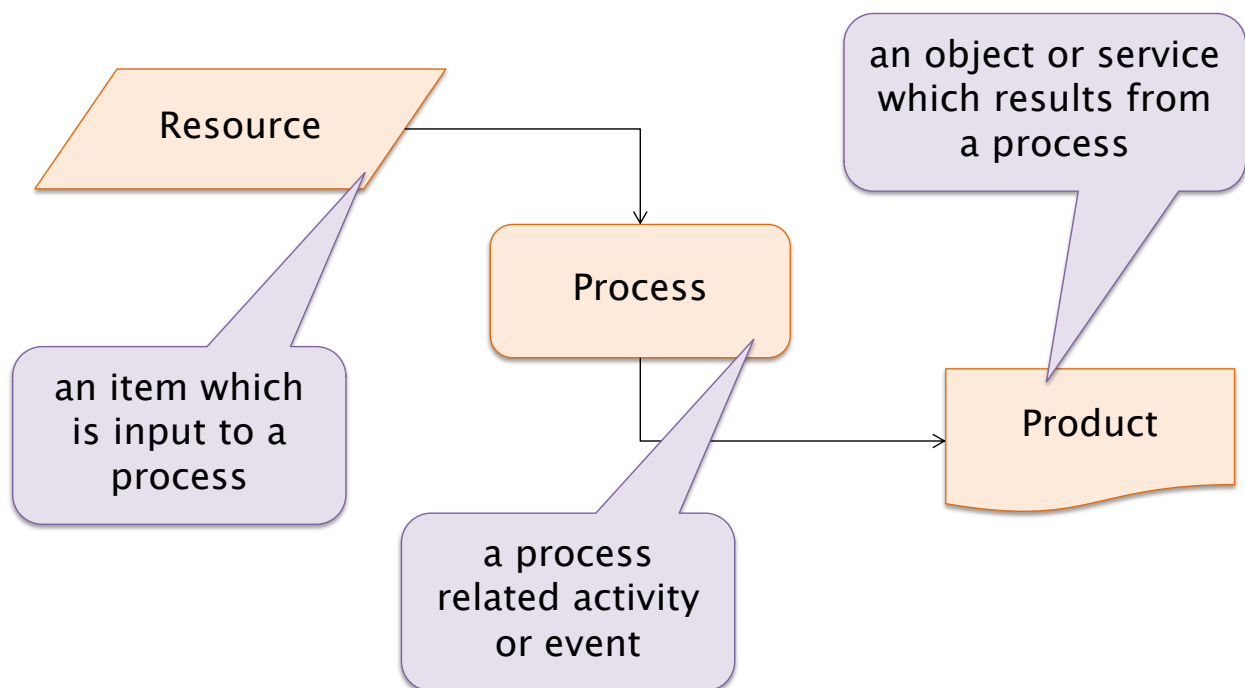 Resource
an object or service
which results from
a process
Process
an item which
is input to a
process
Product
a process
related activity
or event